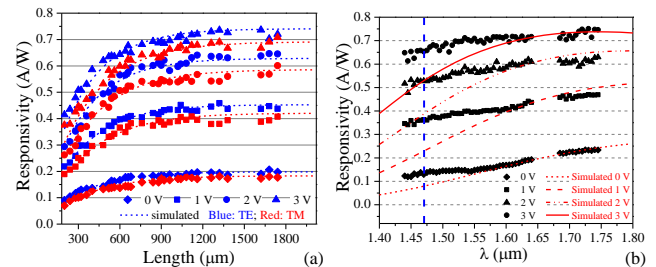 Responsivity (A/W)
0.8
0.7
0.6
0.5
0.4
0.3
0.2
0.1
0.0
0 V 1 V 2 V 3 V
simulated Blue: TE; Red: TM
200 600 1000 1400 1800
Length (μm)
(a)
Responsivity (A/W)
0.8
0.7
0.6
0.5
0.4
0.3
0.2
0.1
0.0
0 V Simulated 0 V
1 V Simulated 1 V
2 V Simulated 2 V
3 V Simulated 3 V
1.40 1.45 1.50 1.55 1.60 1.65 1.70 1.75 1.80
λ (μm)
(b)